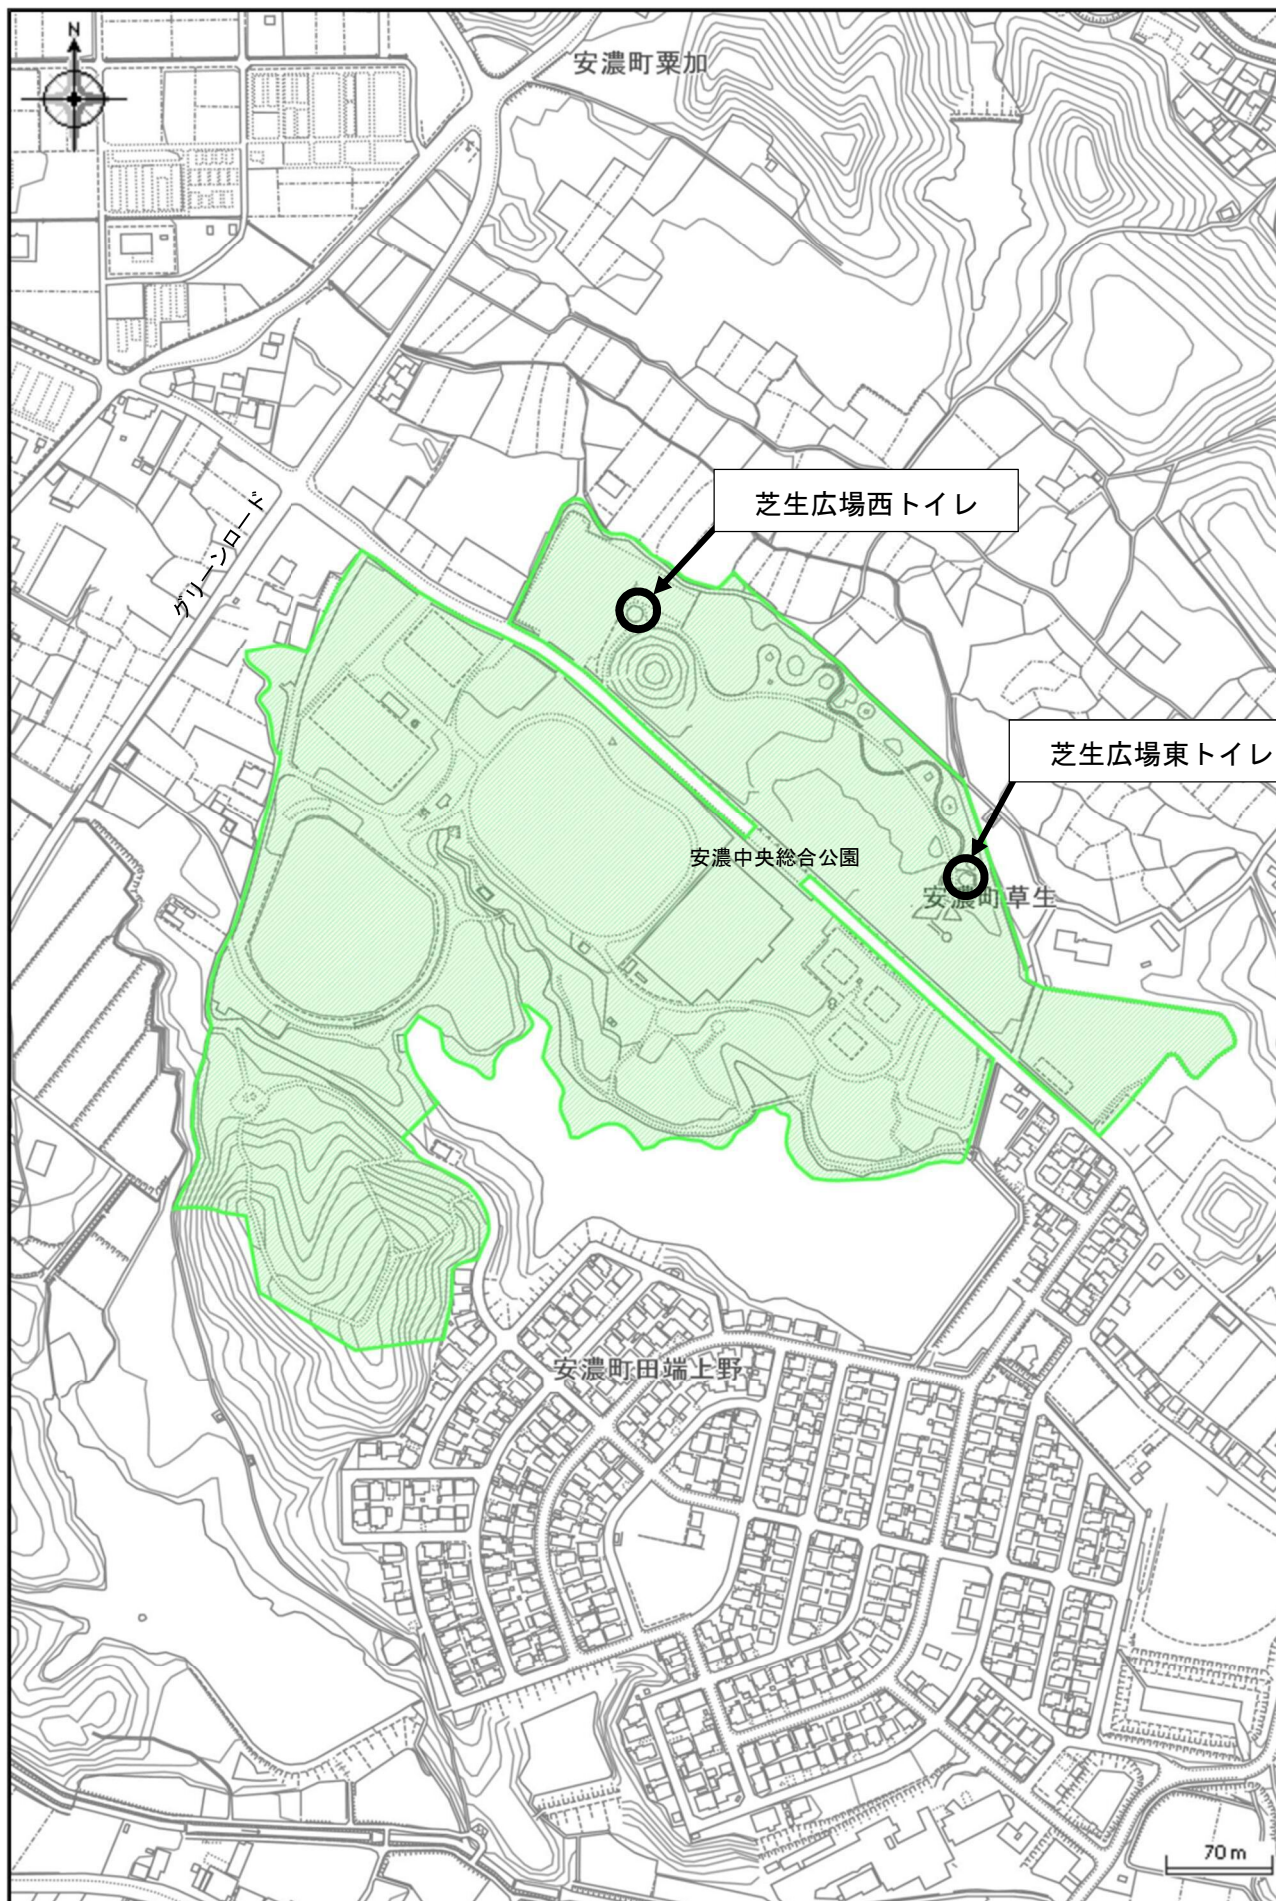 N
安濃町粟加
芝生広場西トイレ
グリーンロード
芝生広場東トイレ
安濃中央総合公園
安濃町草生
安濃町田端上野
70 m